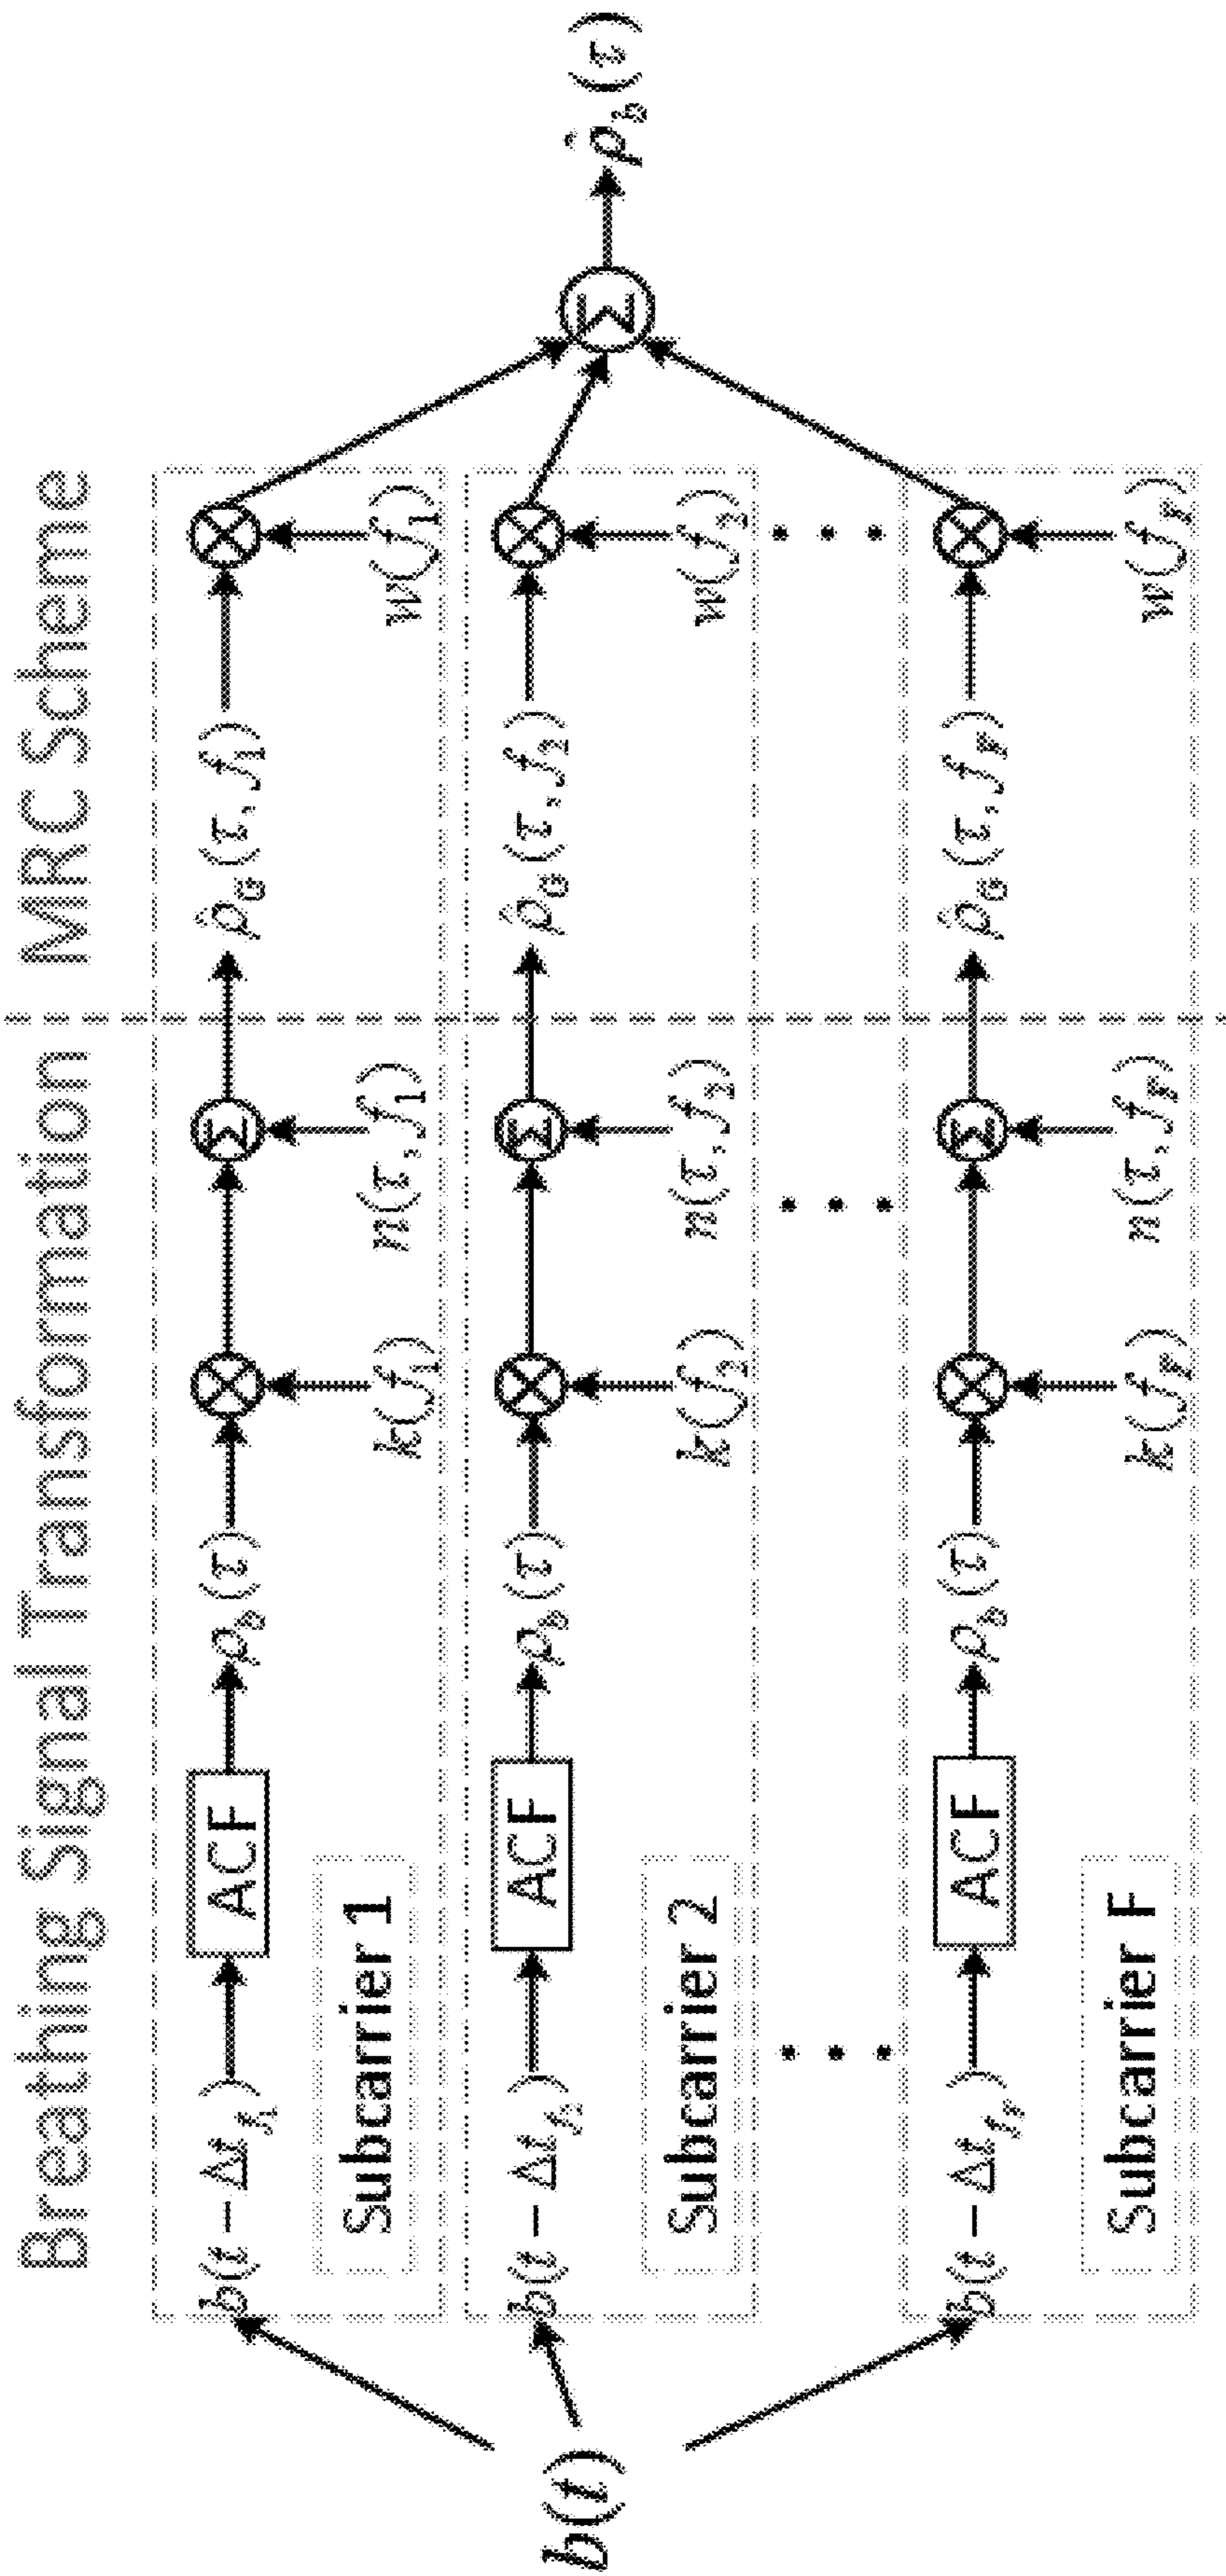 Breathing Signal Transformation
MRC Scheme
b(t)
b(t − Δt_{f_1})
ACF
ρ_b(τ)
k(f_1)
Σ
n(τ, f_1)
ρ̂_G(τ, f_1)
w(f_1)
Subcarrier 1
b(t − Δt_{f_2})
ACF
ρ_b(τ)
k(f_2)
Σ
n(τ, f_2)
ρ̂_G(τ, f_2)
w(f_2)
Subcarrier 2
b(t − Δt_{f_F})
ACF
ρ_b(τ)
k(f_F)
Σ
n(τ, f_F)
ρ̂_G(τ, f_F)
w(f_F)
Subcarrier F
Σ
ρ̂_b(τ)